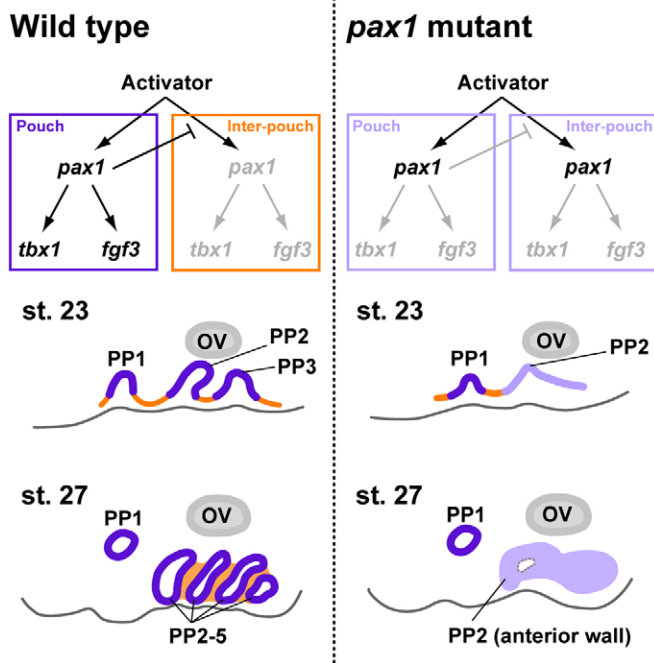 Wild type
Activator
Pouch
Inter-pouch
pax1
pax1
tbx1
fgf3
tbx1
fgf3
st. 23
OV
PP2
PP1
PP3
st. 27
PP1
OV
PP2-5
pax1 mutant
Activator
Pouch
Inter-pouch
pax1
pax1
tbx1
fgf3
tbx1
fgf3
st. 23
OV
PP1
PP2
st. 27
PP1
OV
PP2 (anterior wall)